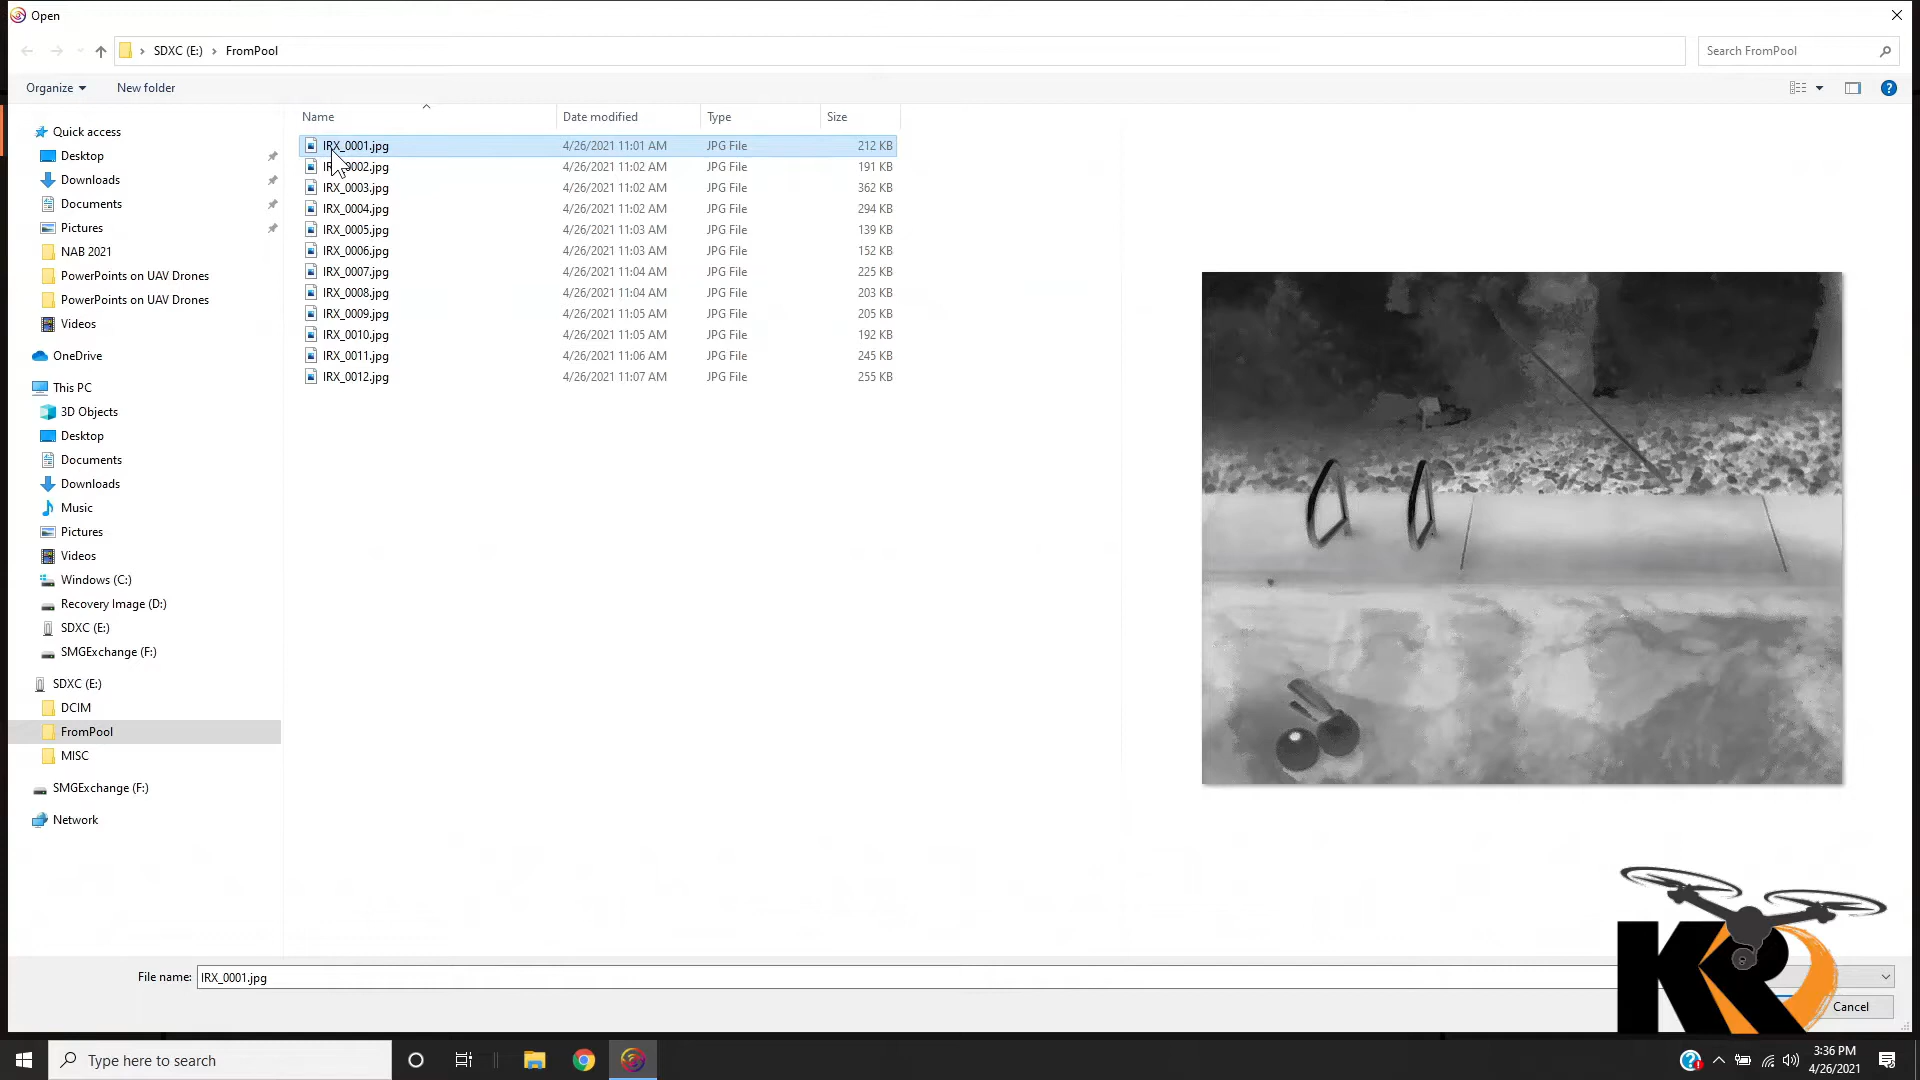 Open
SDXC (E:) > FromPool
Search FromPool
Organize
New folder
Name Date modified Type Size
Quick access
Desktop
Downloads
Documents
Pictures
NAB 2021
PowerPoints on UAV Drones
PowerPoints on UAV Drones
Videos
OneDrive
This PC
3D Objects
Desktop
Documents
Downloads
Music
Pictures
Videos
Windows (C:)
Recovery Image (D:)
SDXC (E:)
SMGExchange (F:)
SDXC (E:)
DCIM
FromPool
MISC
SMGExchange (F:)
Network
IRX_0001.jpg 4/26/2021 11:01 AM JPG File 212 KB
IRX_0002.jpg 4/26/2021 11:02 AM JPG File 191 KB
IRX_0003.jpg 4/26/2021 11:02 AM JPG File 362 KB
IRX_0004.jpg 4/26/2021 11:02 AM JPG File 294 KB
IRX_0005.jpg 4/26/2021 11:03 AM JPG File 139 KB
IRX_0006.jpg 4/26/2021 11:03 AM JPG File 152 KB
IRX_0007.jpg 4/26/2021 11:04 AM JPG File 225 KB
IRX_0008.jpg 4/26/2021 11:04 AM JPG File 203 KB
IRX_0009.jpg 4/26/2021 11:05 AM JPG File 205 KB
IRX_0010.jpg 4/26/2021 11:05 AM JPG File 192 KB
IRX_0011.jpg 4/26/2021 11:06 AM JPG File 245 KB
IRX_0012.jpg 4/26/2021 11:07 AM JPG File 255 KB
File name: IRX_0001.jpg
KR
Cancel
Type here to search
3:36 PM
4/26/2021